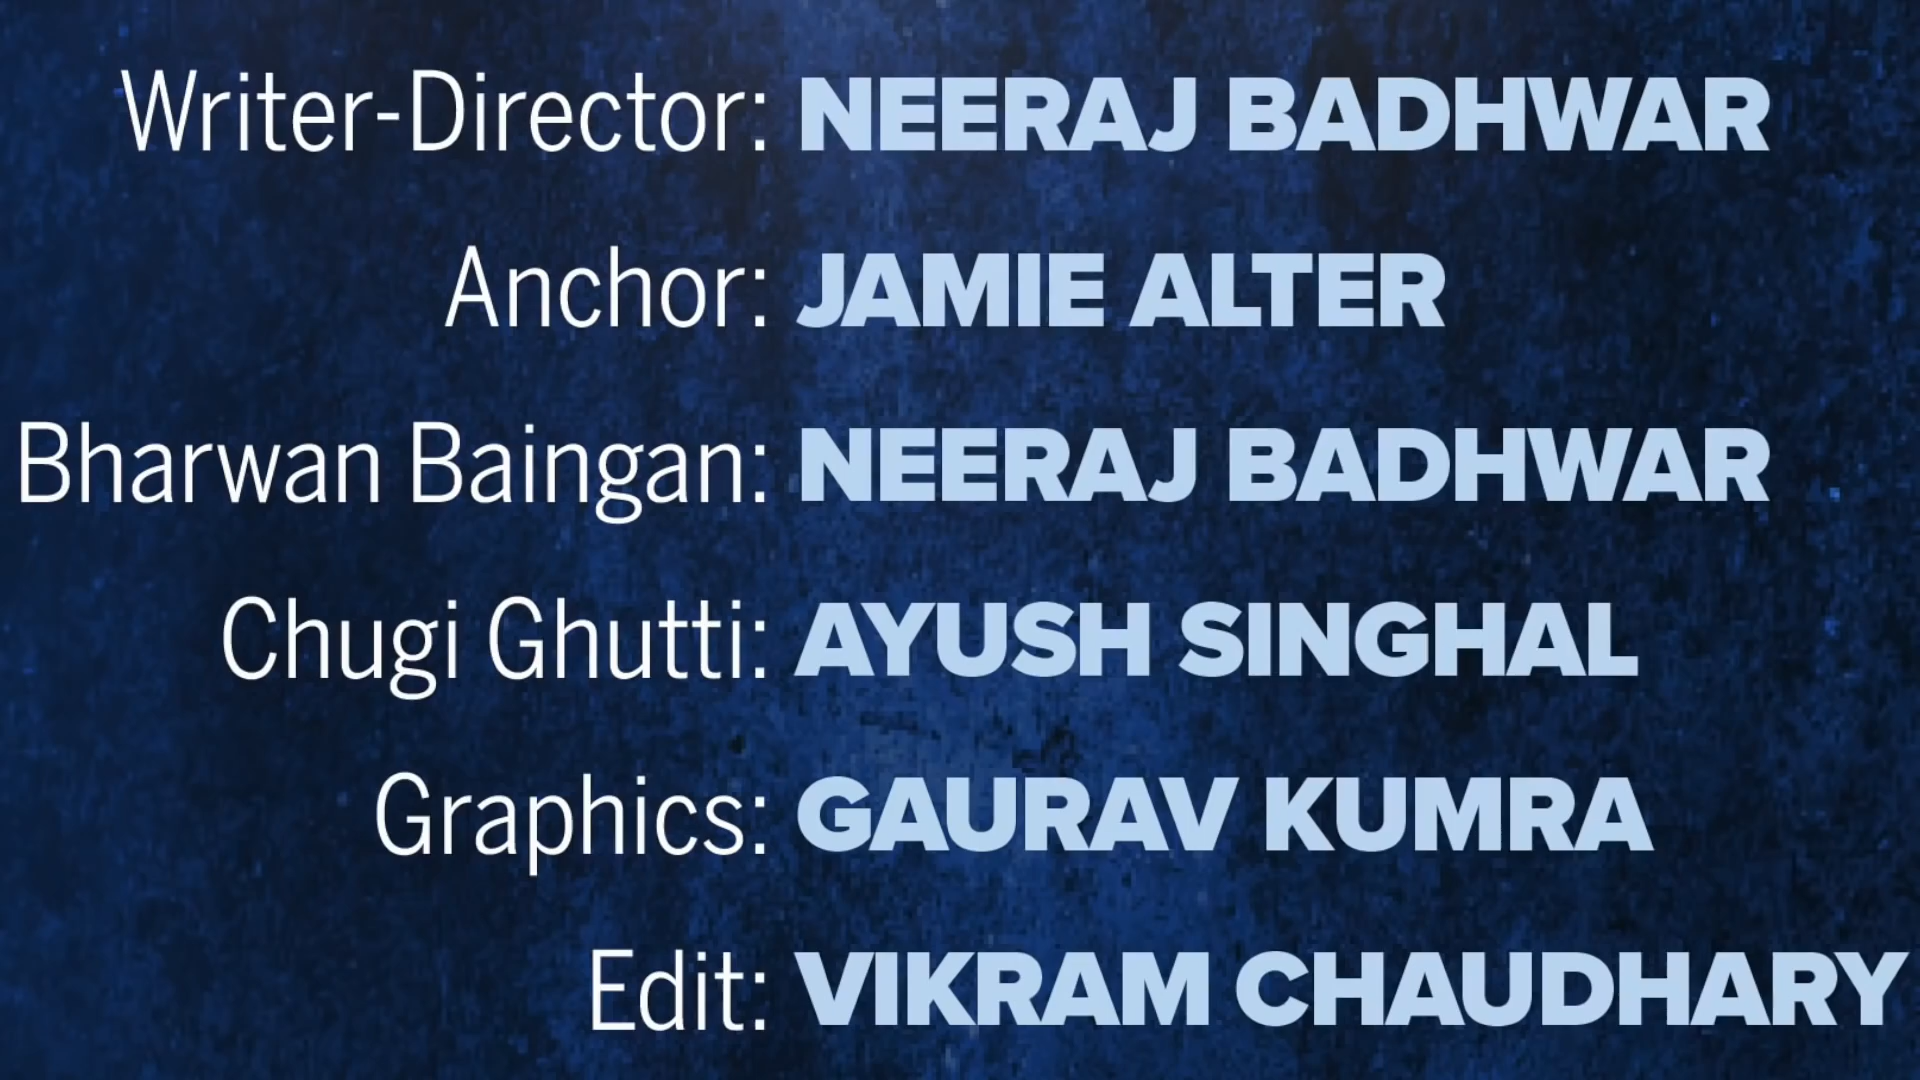 Writer-Director: NEERAJ BADHWAR
Anchor: JAMIE ALTER
Bharwan Baingan: NEERAJ BADHWAR
Chugi Ghutti: AYUSH SINGHAL
Graphics: GAURAV KUMRA
Edit: VIKRAM CHAUDHARY